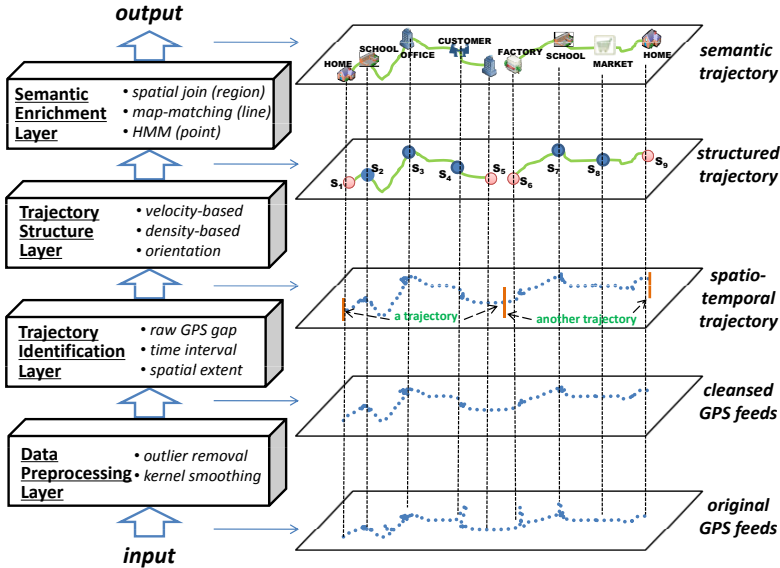 output
Semantic
Enrichment
Layer
• spatial join (region)
• map-matching (line)
• HMM (point)
HOME
SCHOOL
OFFICE
CUSTOMER
FACTORY
SCHOOL
MARKET
HOME
semantic
trajectory
Trajectory
Structure
Layer
• velocity-based
• density-based
• orientation
S1
S2
S3
S4
S5
S6
S7
S8
S9
structured
trajectory
Trajectory
Identification
Layer
• raw GPS gap
• time interval
• spatial extent
a trajectory
another trajectory
spatio-
temporal
trajectory
Data
Preprocessing
Layer
• outlier removal
• kernel smoothing
cleansed
GPS feeds
input
original
GPS feeds